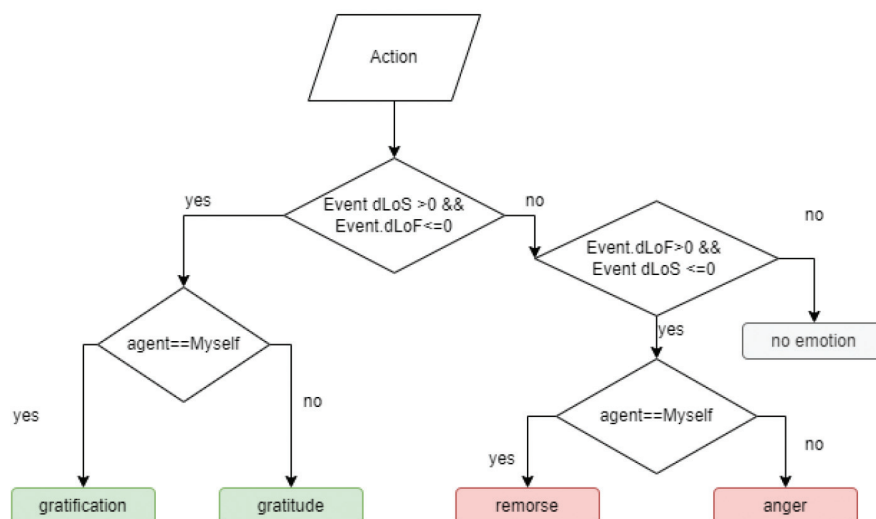 Action
Event dLoS >0 &&
Event.dLoF<=0
yes
no
no
Event.dLoF>0 &&
Event dLoS <=0
agent==Myself
yes
no emotion
yes
no
agent==Myself
yes
no
gratification
gratitude
remorse
anger